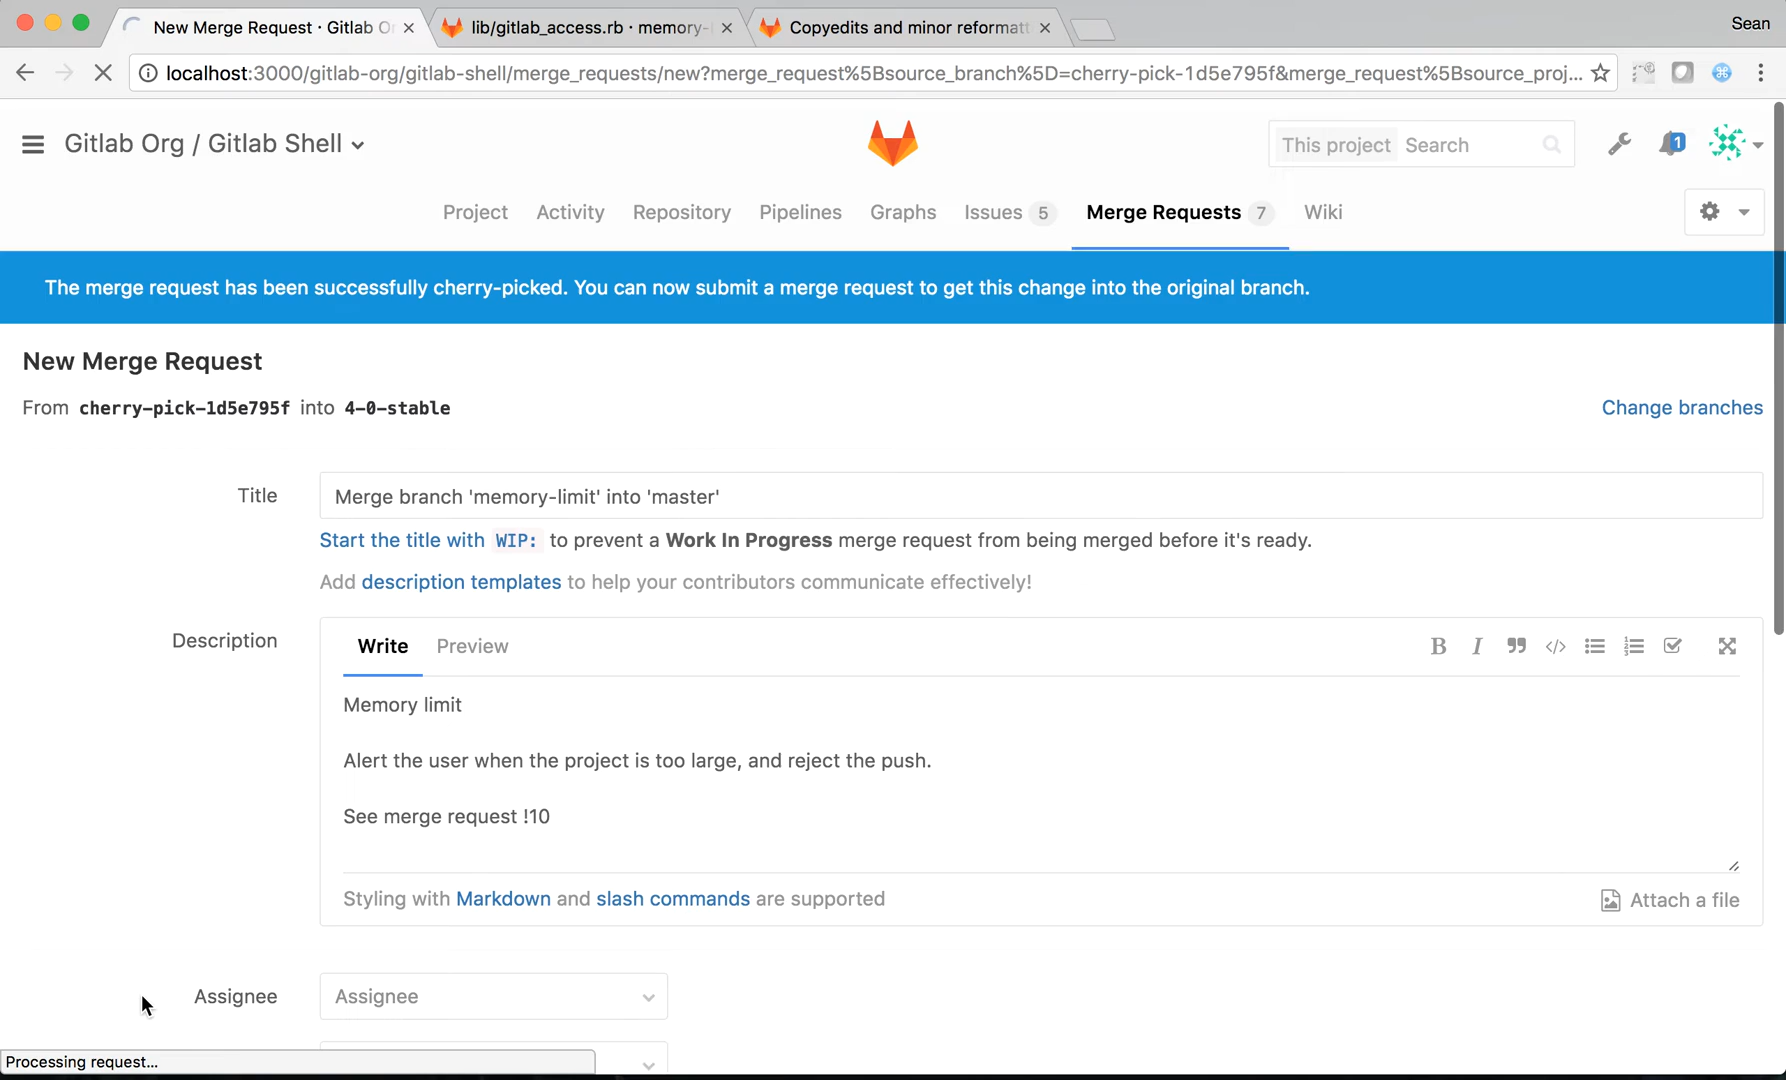 New Merge Request · Gitlab Or
lib/gitlab_access.rb · memory-l
Copyedits and minor reformatt
Sean
localhost:3000/gitlab-org/gitlab-shell/merge_requests/new?merge_request%5Bsource_branch%5D=cherry-pick-1d5e795f&merge_request%5Bsource_proj...
Gitlab Org / Gitlab Shell
This project Search
1
Project Activity Repository Pipelines Graphs Issues 5 Merge Requests 7 Wiki
The merge request has been successfully cherry-picked. You can now submit a merge request to get this change into the original branch.
New Merge Request
From cherry-pick-1d5e795f into 4-0-stable
Change branches
Title
Merge branch 'memory-limit' into 'master'
Start the title with WIP: to prevent a Work In Progress merge request from being merged before it's ready.
Add description templates to help your contributors communicate effectively!
Description
Write Preview
Memory limit
Alert the user when the project is too large, and reject the push.
See merge request !10
Styling with Markdown and slash commands are supported
Attach a file
Assignee
Assignee
Processing request...